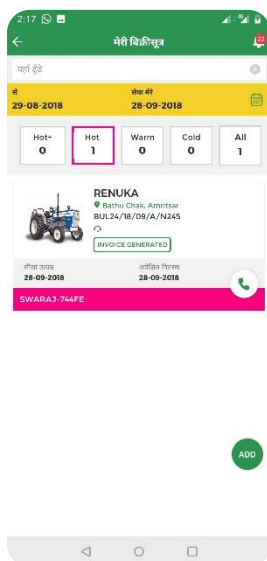 2:17
22
मेरी बिक्रीसूत्र
यहाँ ढूँढे
से
सेवा मेरे
29-08-2018
28-09-2018
Hot+
0
Hot
1
Warm
0
Cold
0
All
1
RENUKA
Bathu Chak, Amritsar
BUL24/18/09/A/N245
INVOICE GENERATED
28-09-2018
28-09-2018
SWARAJ-744FE
ADD